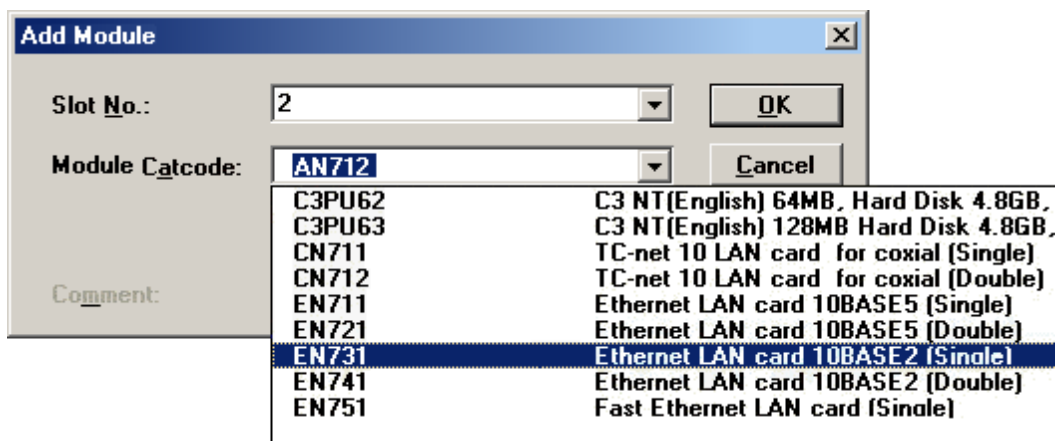 Add Module
Slot No.: 2 OK
Module Catcode: AN712 Cancel
C3PU62 C3 NT(English) 64MB, Hard Disk 4.8GB,
C3PU63 C3 NT(English) 128MB Hard Disk 4.8GB,
CN711 TC-net 10 LAN card for coxial (Single)
CN712 TC-net 10 LAN card for coxial (Double)
Comment:
EN711 Ethernet LAN card 10BASE5 (Single)
EN721 Ethernet LAN card 10BASE5 (Double)
EN731 Ethernet LAN card 10BASE2 (Single)
EN741 Ethernet LAN card 10BASE2 (Double)
EN751 Fast Ethernet LAN card (Single)